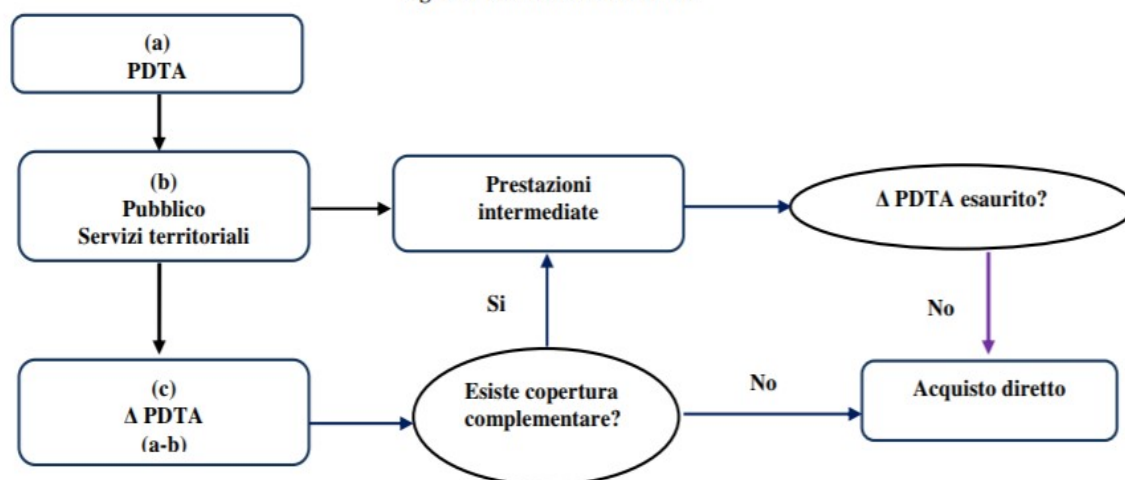 (a)
PDTA
(b)
Pubblico
Servizi territoriali
Prestazioni
intermediate
Δ PDTA esaurito?
Si
No
(c)
Δ PDTA
(a-b)
Esiste copertura
complementare?
No
Acquisto diretto